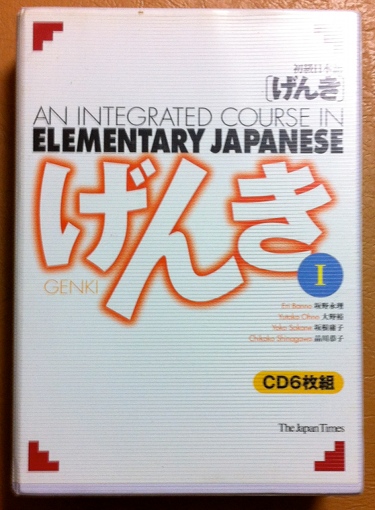 初級日本語
[げんき]
AN INTEGRATED COURSE IN
ELEMENTARY JAPANESE
げんき
GENKI
I
Eri Banno 坂野永理
Yutaka Ohno 大野裕
Yoko Sakane 坂根庸子
Chikako Shinagawa 品川恭子
CD6枚組
The Japan Times